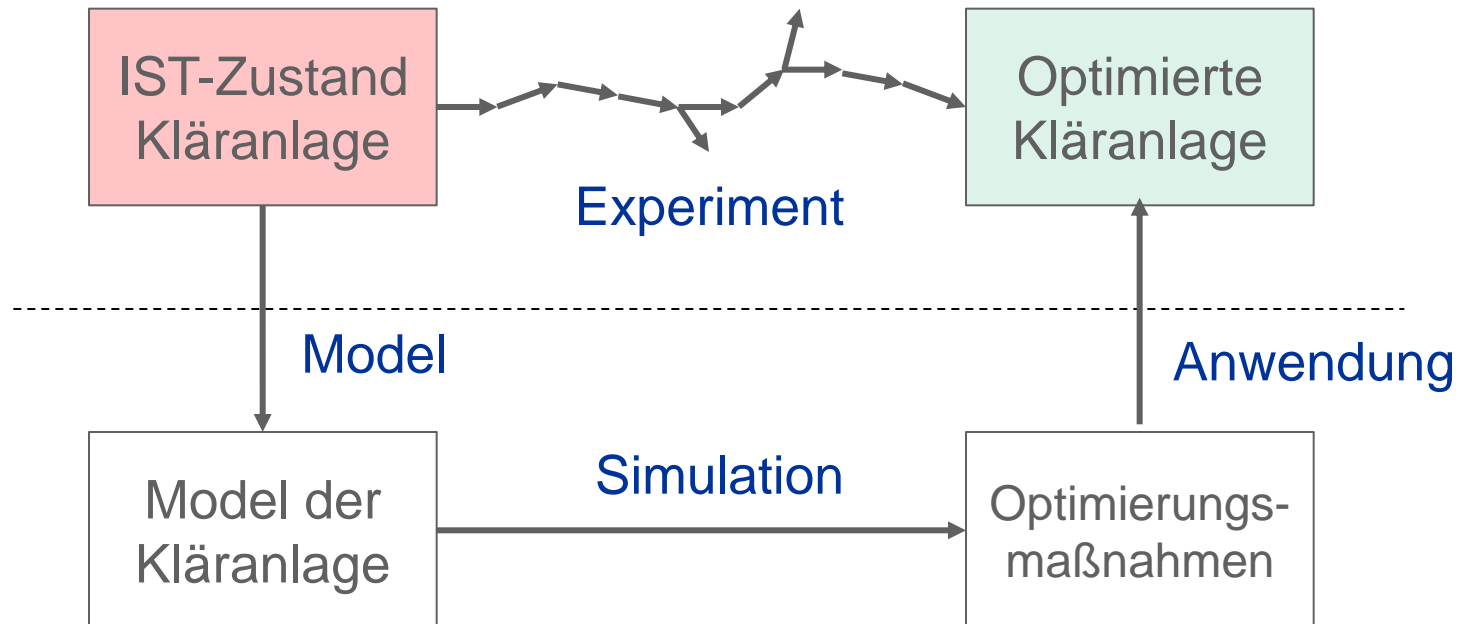 IST-Zustand
Kläranlage
Optimierte
Kläranlage
Experiment
Model
Anwendung
Model der
Kläranlage
Simulation
Optimierungs-
maßnahmen